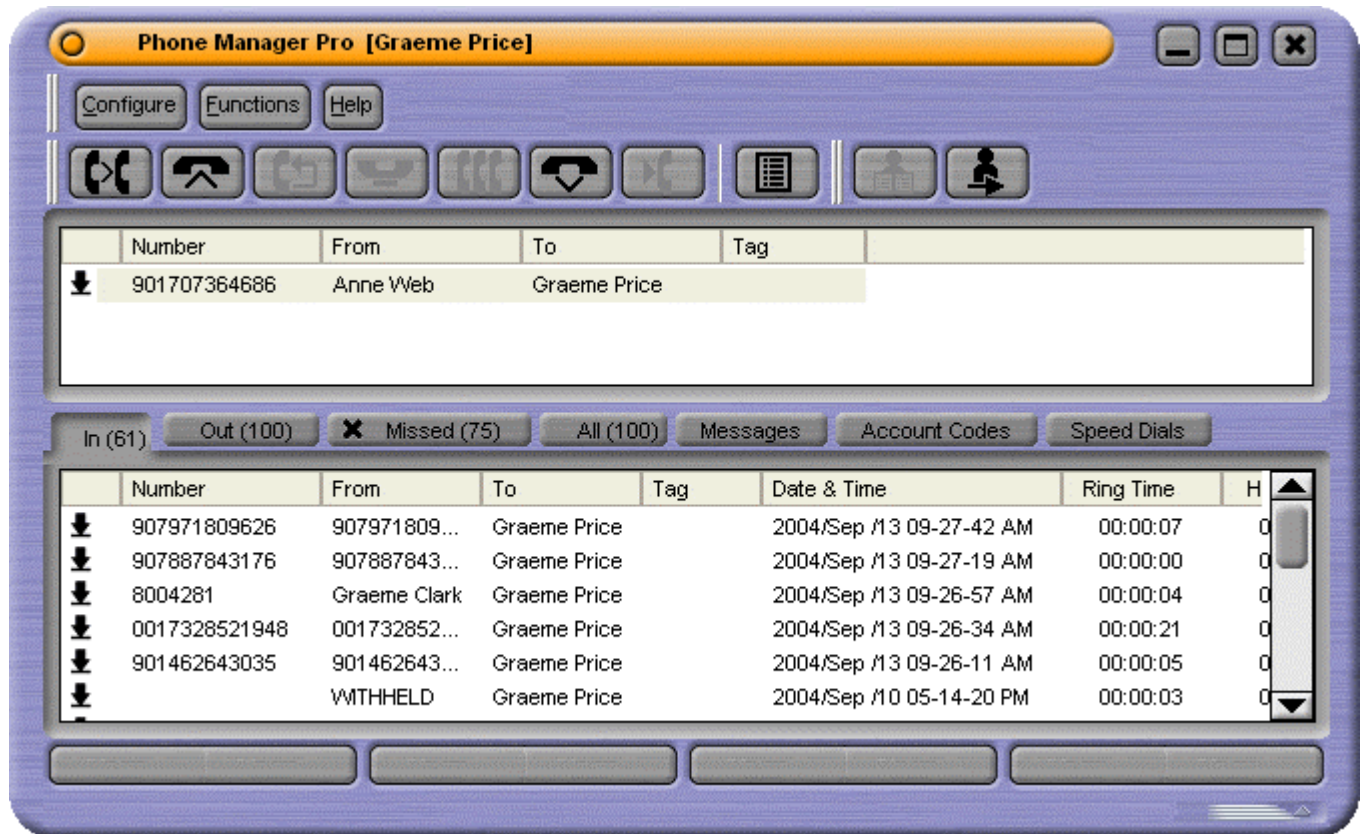 Phone Manager Pro [Graeme Price]
Configure Functions Help
Number From To Tag
901707364686 Anne Web Graeme Price
In (61) Out (100) Missed (75) All (100) Messages Account Codes Speed Dials
Number From To Tag Date & Time Ring Time H
907971809626 907971809... Graeme Price 2004/Sep /13 09-27-42 AM 00:00:07 0
907887843176 907887843... Graeme Price 2004/Sep /13 09-27-19 AM 00:00:00 0
8004281 Graeme Clark Graeme Price 2004/Sep /13 09-26-57 AM 00:00:04 0
0017328521948 001732852... Graeme Price 2004/Sep /13 09-26-34 AM 00:00:21 0
901462643035 901462643... Graeme Price 2004/Sep /13 09-26-11 AM 00:00:05 0
WITHHELD Graeme Price 2004/Sep /10 05-14-20 PM 00:00:03 0